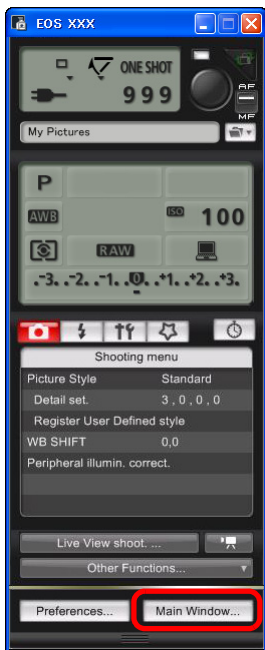 EOS XXX
ONE SHOT
999
AF
MF
My Pictures
P
AWB
ISO 100
RAW
.-3. .-2. .-1. .0. .+1. .+2. .+3.
Shooting menu
Picture Style Standard
Detail set. 3 , 0 , 0 , 0
Register User Defined style
WB SHIFT 0,0
Peripheral illumin. correct.
Live View shoot. ...
Other Functions...
Preferences... Main Window...